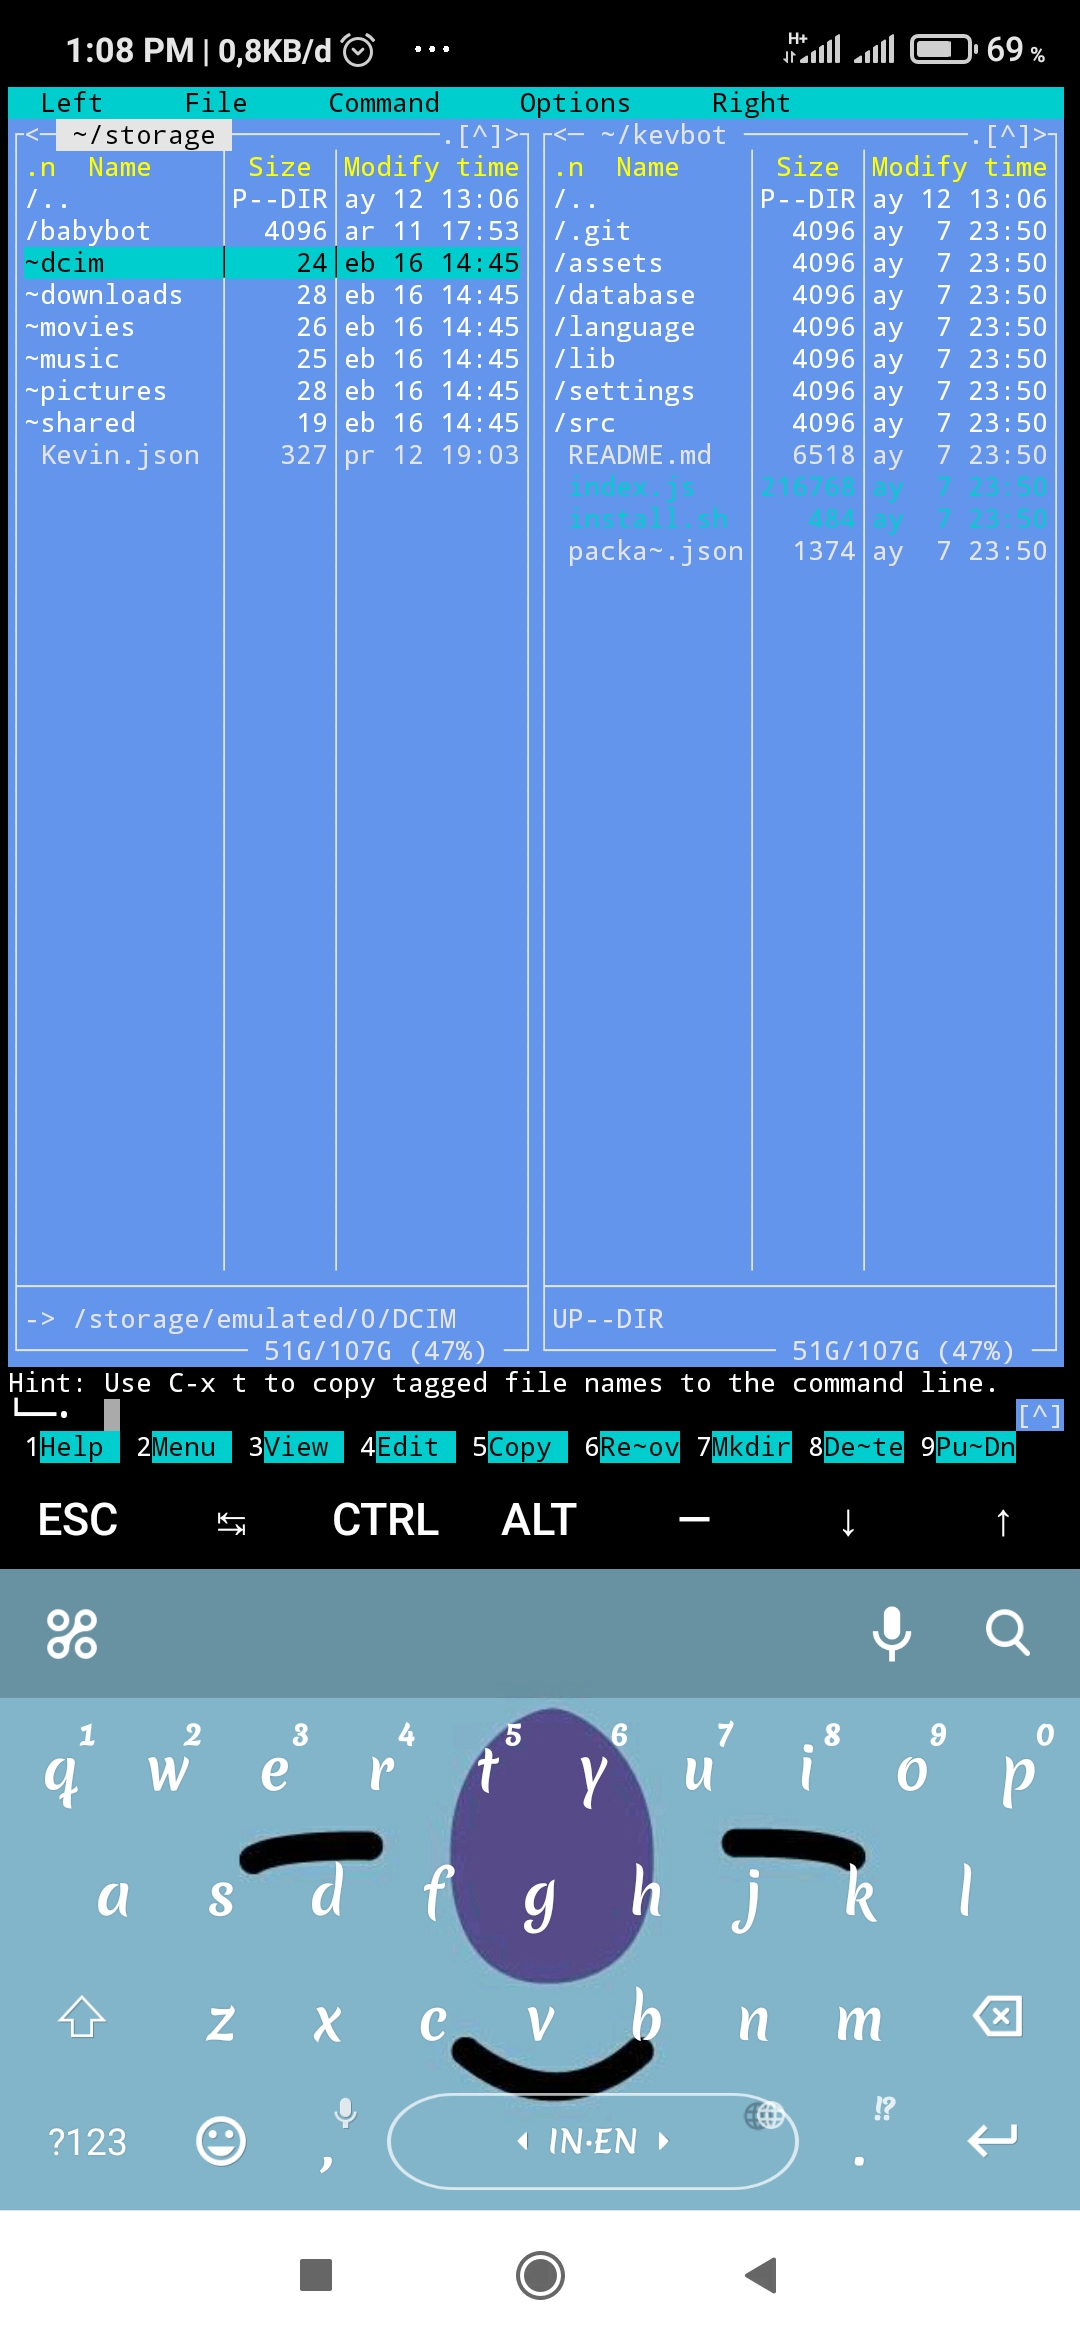 1:08 PM | 0,8KB/d ... H+ 69 %
Left File Command Options Right
<─ ~/storage ─.[^]> <─ ~/kevbot ─.[^]>
.n Name Size Modify time .n Name Size Modify time
/.. P--DIR ay 12 13:06 /.. P--DIR ay 12 13:06
/babybot 4096 ar 11 17:53 /.git 4096 ay 7 23:50
~dcim 24 eb 16 14:45 /assets 4096 ay 7 23:50
~downloads 28 eb 16 14:45 /database 4096 ay 7 23:50
~movies 26 eb 16 14:45 /language 4096 ay 7 23:50
~music 25 eb 16 14:45 /lib 4096 ay 7 23:50
~pictures 28 eb 16 14:45 /settings 4096 ay 7 23:50
~shared 19 eb 16 14:45 /src 4096 ay 7 23:50
Kevin.json 327 pr 12 19:03 README.md 6518 ay 7 23:50
index.js 216768 ay 7 23:50
install.sh 484 ay 7 23:50
packa~.json 1374 ay 7 23:50
-> /storage/emulated/0/DCIM UP--DIR
51G/107G (47%) 51G/107G (47%)
Hint: Use C-x t to copy tagged file names to the command line.
[^]
1Help 2Menu 3View 4Edit 5Copy 6Re~ov 7Mkdir 8De~te 9Pu~Dn
ESC ↹ CTRL ALT — ↓ ↑
1 2 3 4 5 6 7 8 9 0
q w e r t y u i o p
a s d f g h j k l
z x c v b n m
?123 , IN·EN . !?